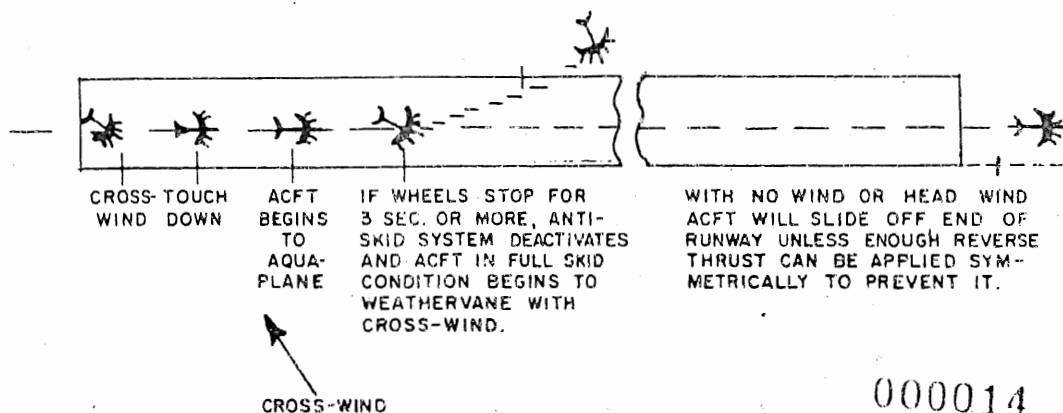 CROSS-
WIND
TOUCH
DOWN
ACFT
BEGINS
TO
AQUA-
PLANE
IF WHEELS STOP FOR
3 SEC. OR MORE, ANTI-
SKID SYSTEM DEACTIVATES
AND ACFT IN FULL SKID
CONDITION BEGINS TO
WEATHERVANE WITH
CROSS-WIND.
WITH NO WIND OR HEAD WIND
ACFT WILL SLIDE OFF END OF
RUNWAY UNLESS ENOUGH REVERSE
THRUST CAN BE APPLIED SYM-
METRICALLY TO PREVENT IT.
CROSS-WIND
000014